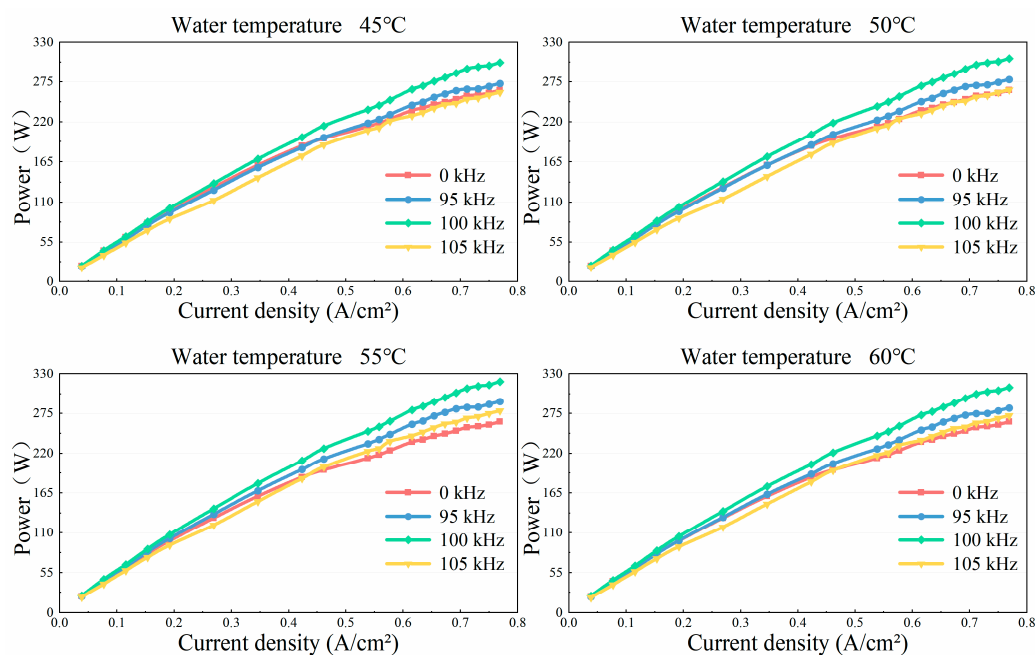 Water temperature 45℃
330
275
220
165
110
55
0
Power（W）
0 kHz
95 kHz
100 kHz
105 kHz
0.0 0.1 0.2 0.3 0.4 0.5 0.6 0.7 0.8
Current density (A/cm²)
Water temperature 50℃
330
275
220
165
110
55
0
Power（W）
0 kHz
95 kHz
100 kHz
105 kHz
0.0 0.1 0.2 0.3 0.4 0.5 0.6 0.7 0.8
Current density (A/cm²)
Water temperature 55℃
330
275
220
165
110
55
0
Power（W）
0 kHz
95 kHz
100 kHz
105 kHz
0.0 0.1 0.2 0.3 0.4 0.5 0.6 0.7 0.8
Current density (A/cm²)
Water temperature 60℃
330
275
220
165
110
55
0
Power（W）
0 kHz
95 kHz
100 kHz
105 kHz
0.0 0.1 0.2 0.3 0.4 0.5 0.6 0.7 0.8
Current density (A/cm²)